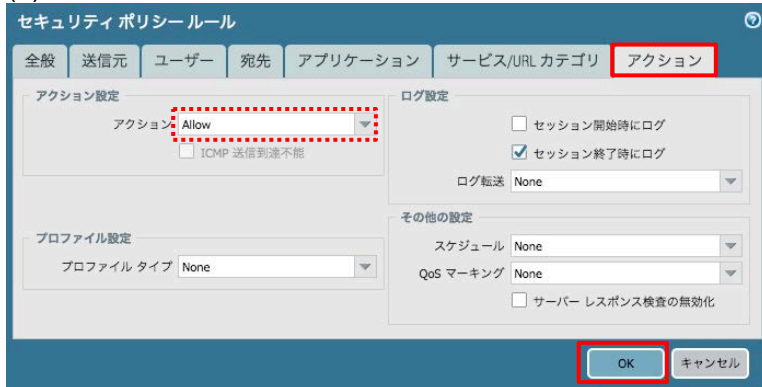 セキュリティ ポリシー ルール
全般 送信元 ユーザー 宛先 アプリケーション サービス/URL カテゴリ アクション
アクション設定
アクション Allow
ICMP 送信到達不能
プロファイル設定
プロファイル タイプ None
ログ設定
セッション開始時にログ
セッション終了時にログ
ログ転送 None
その他の設定
スケジュール None
QoS マーキング None
サーバー レスポンス検査の無効化
OK キャンセル